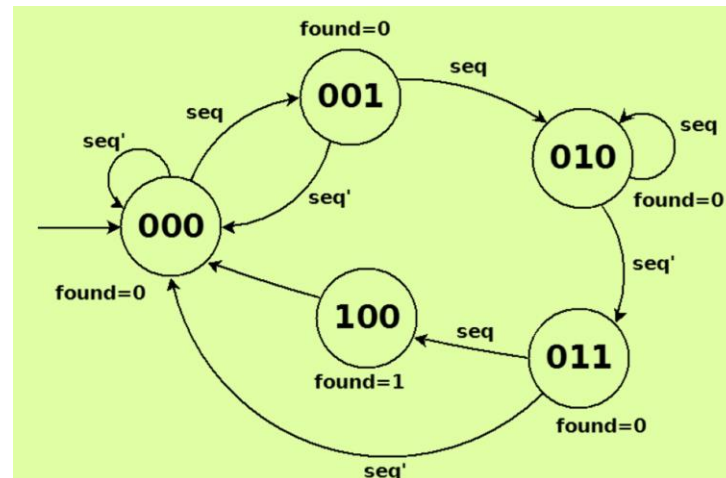 found=0
seq
001
seq
seq
010
seq'
found=0
seq'
000
seq'
found=0
100
seq
011
found=1
found=0
seq'